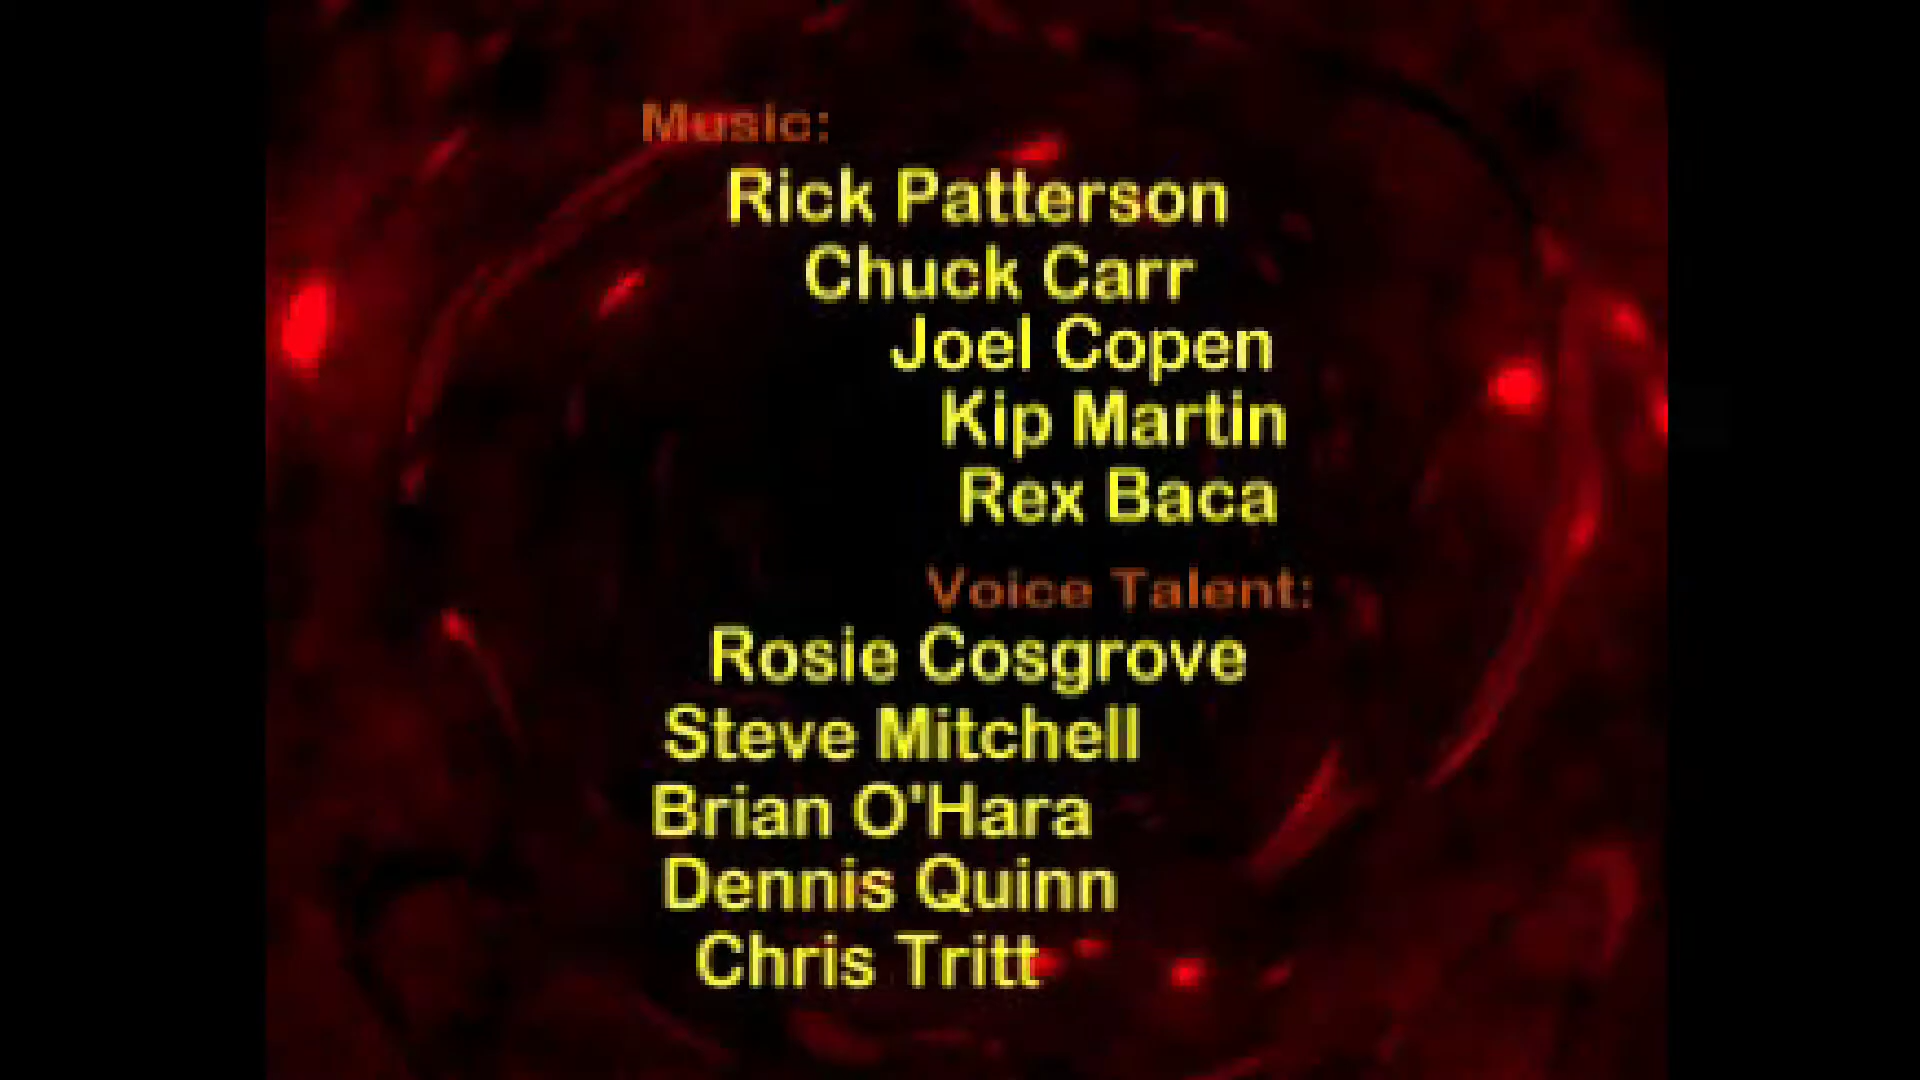 Music:
Rick Patterson
Chuck Carr
Joel Copen
Kip Martin
Rex Baca
Voice Talent:
Rosie Cosgrove
Steve Mitchell
Brian O'Hara
Dennis Quinn
Chris Tritt